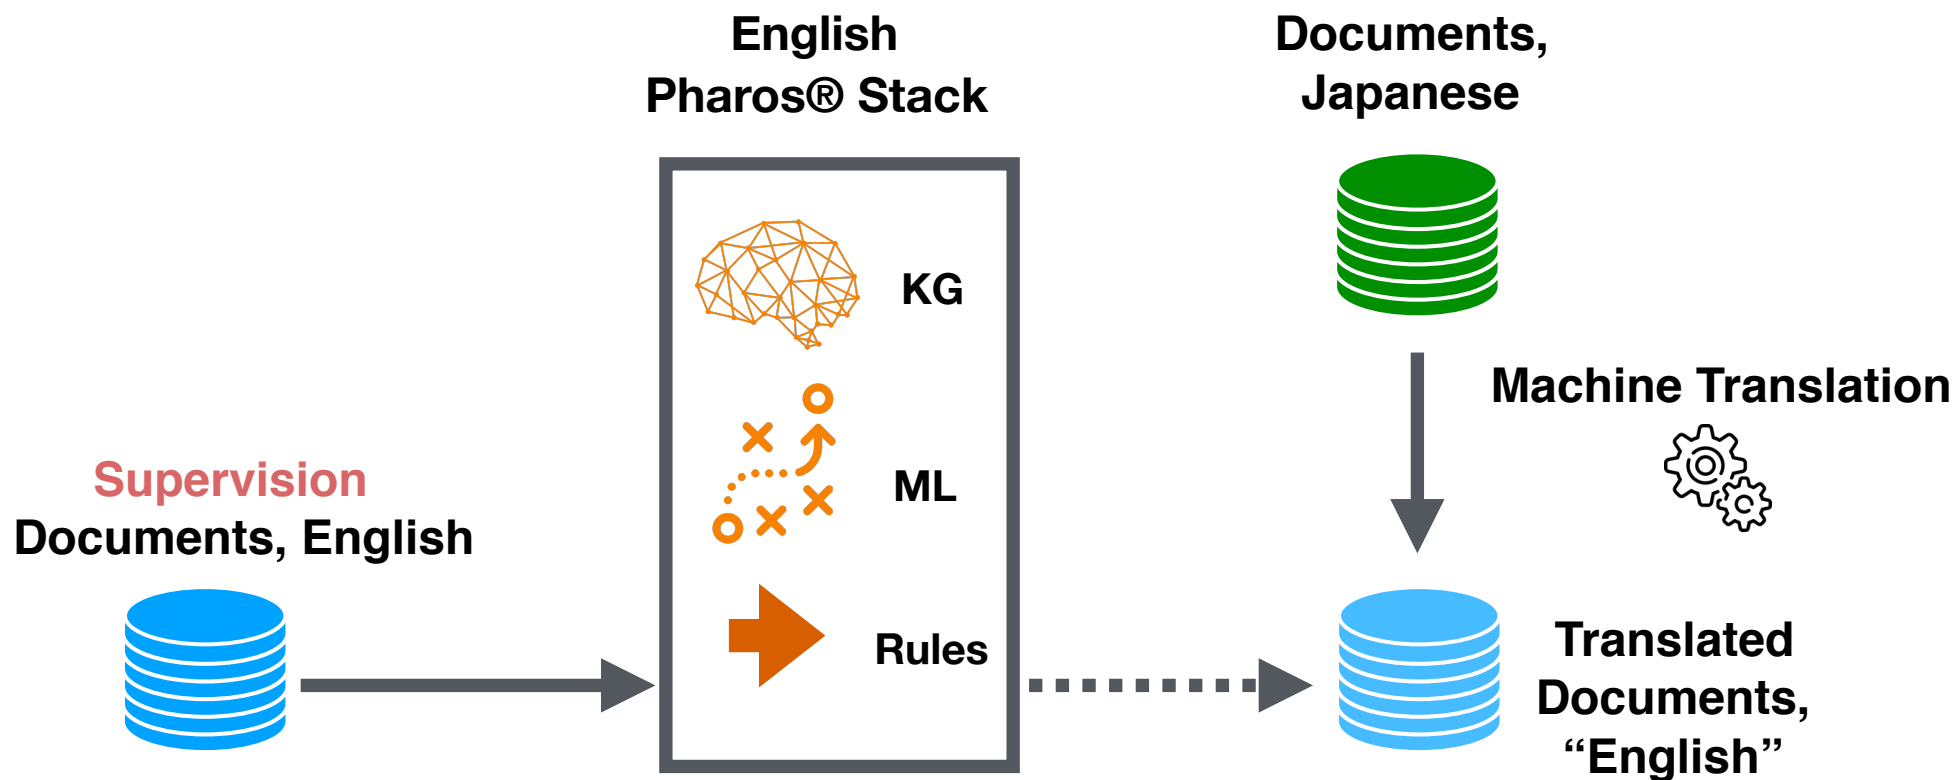 English
Pharos® Stack
Documents,
Japanese
KG
Machine Translation
ML
Supervision
Documents, English
Rules
Translated
Documents,
“English”